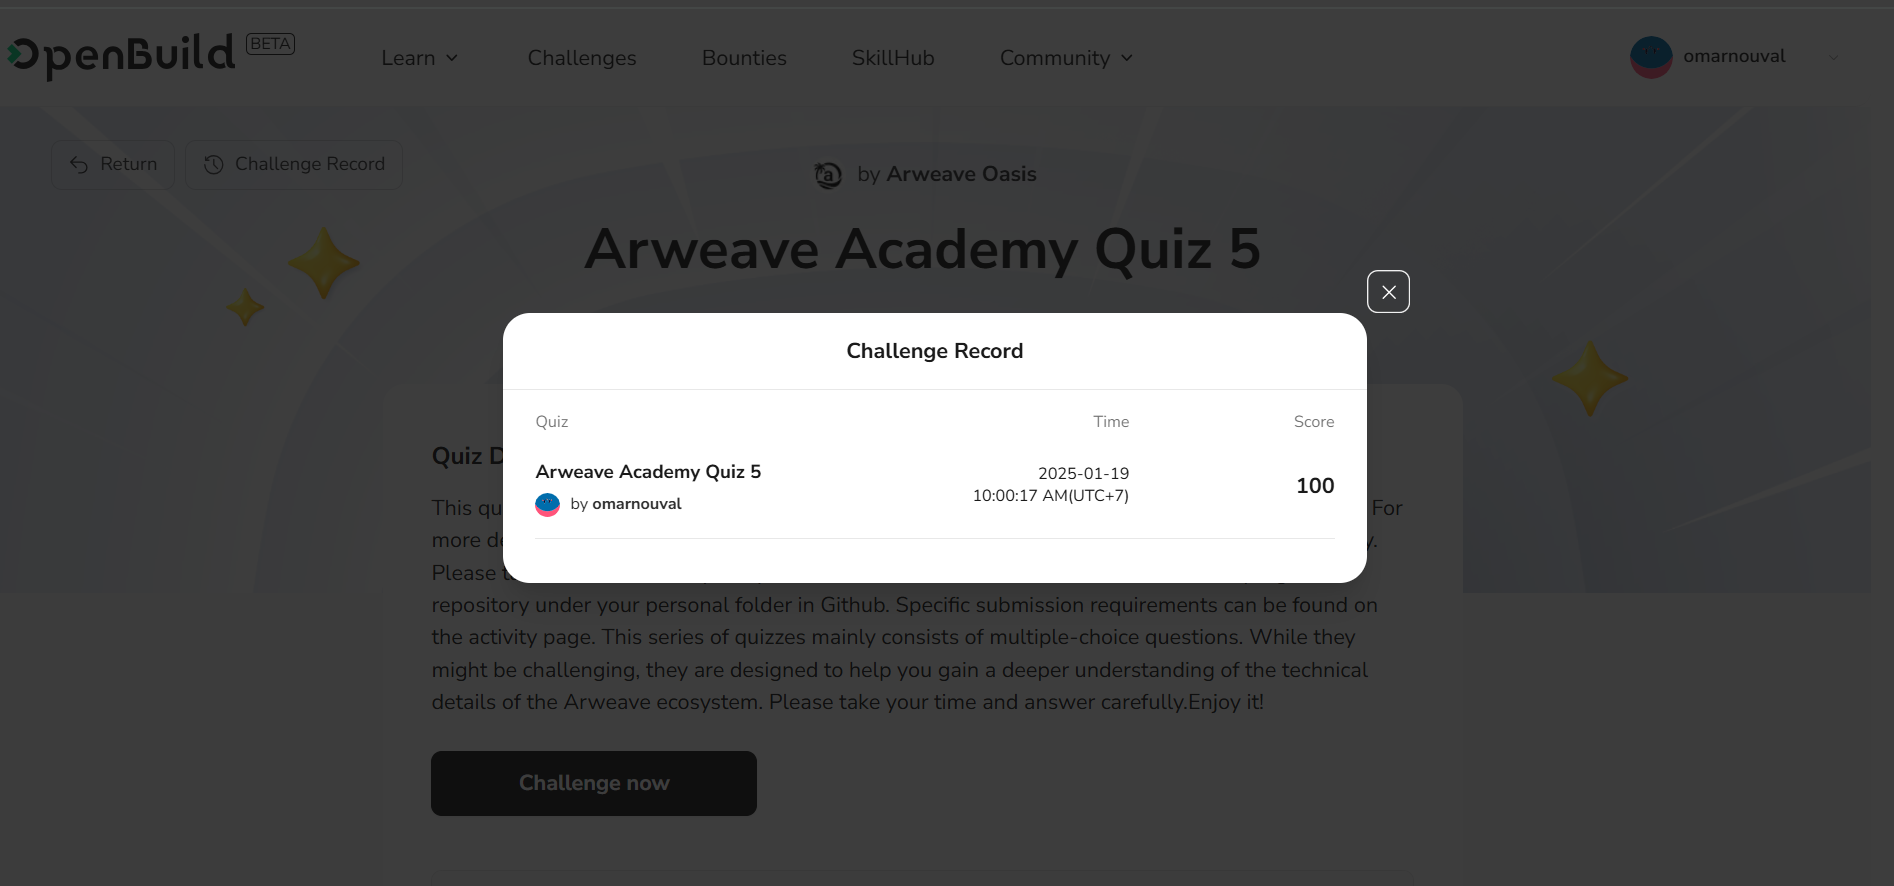 OpenBuild BETA
Learn Challenges Bounties SkillHub Community omarnouval
Return Challenge Record
by Arweave Oasis
Arweave Academy Quiz 5
Challenge Record
Quiz Time Score
Arweave Academy Quiz 5
by omarnouval
2025-01-19
10:00:17 AM(UTC+7)
100
Quiz
This For
more
Please
repository under your personal folder in Github. Specific submission requirements can be found on
the activity page. This series of quizzes mainly consists of multiple-choice questions. While they
might be challenging, they are designed to help you gain a deeper understanding of the technical
details of the Arweave ecosystem. Please take your time and answer carefully.Enjoy it!
Challenge now